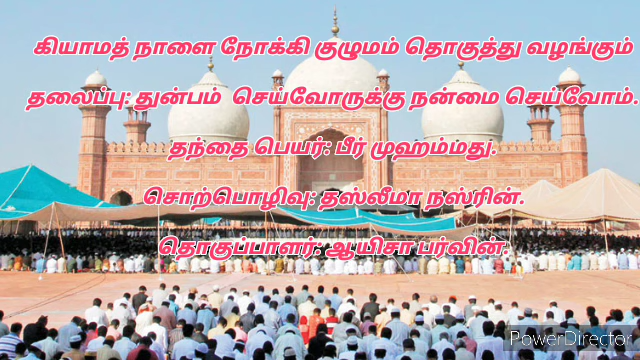 கியாமத் நாளை நோக்கி குழுமம் தொகுத்து வழங்கும்
தலைப்பு: துன்பம் செய்வோருக்கு நன்மை செய்வோம்.
தந்தை பெயர்: பீர் முஹம்மது.
சொற்பொழிவு: தஸ்லீமா நஸ்ரின்.
தொகுப்பாளர்: ஆயிசா பர்வின்.
PowerDirector